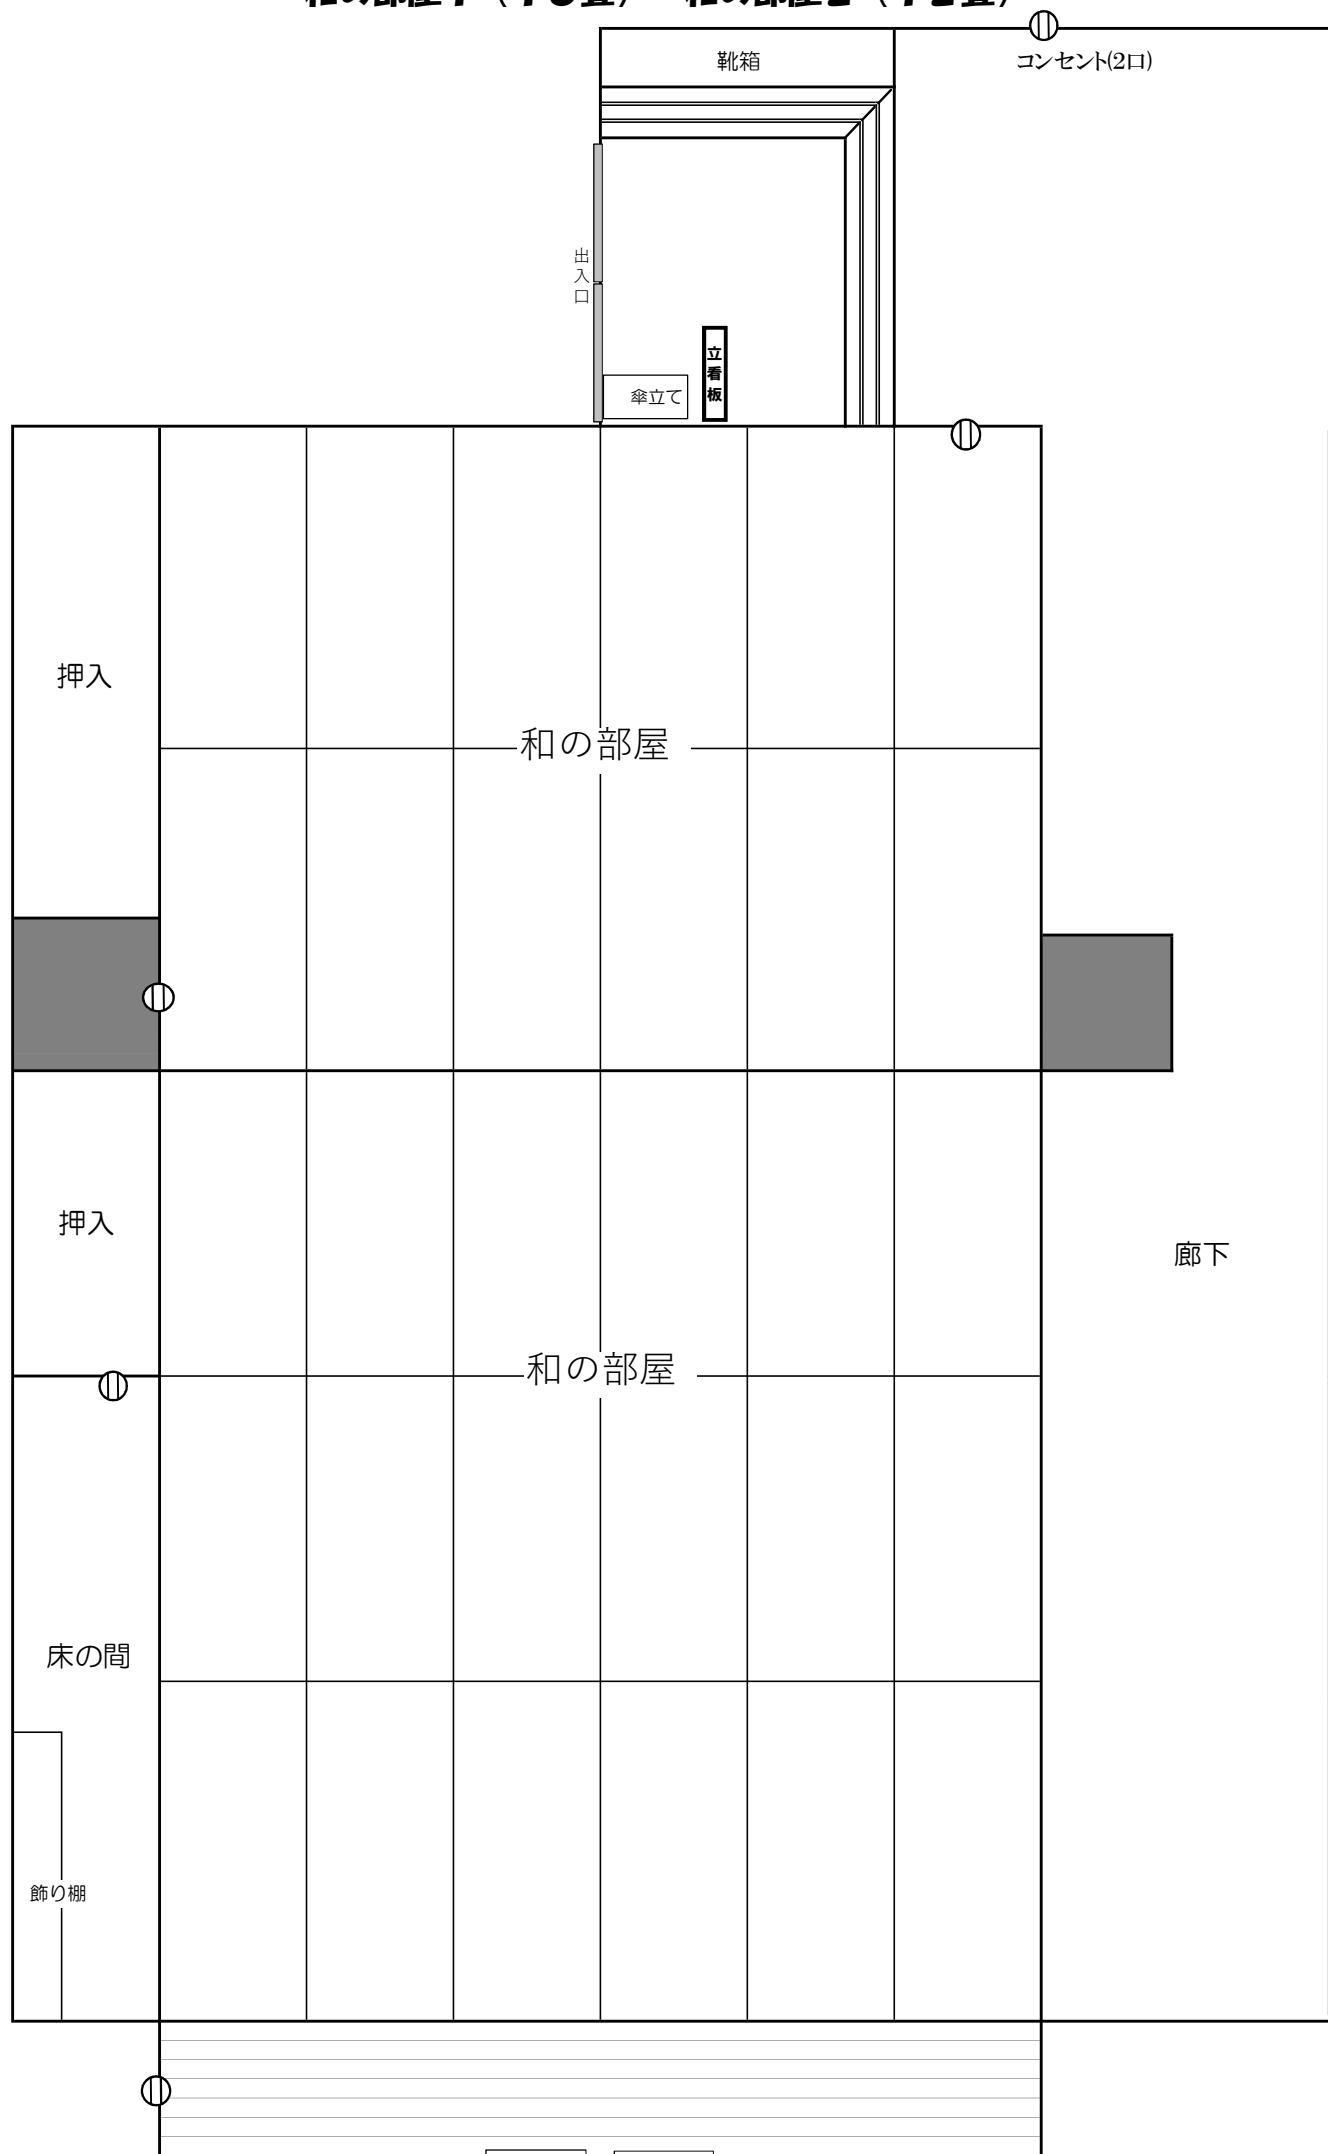 靴箱
コンセント(2口)
出入口
立看板
傘立て
押入
和の部屋
押入
廊下
和の部屋
床の間
飾り棚